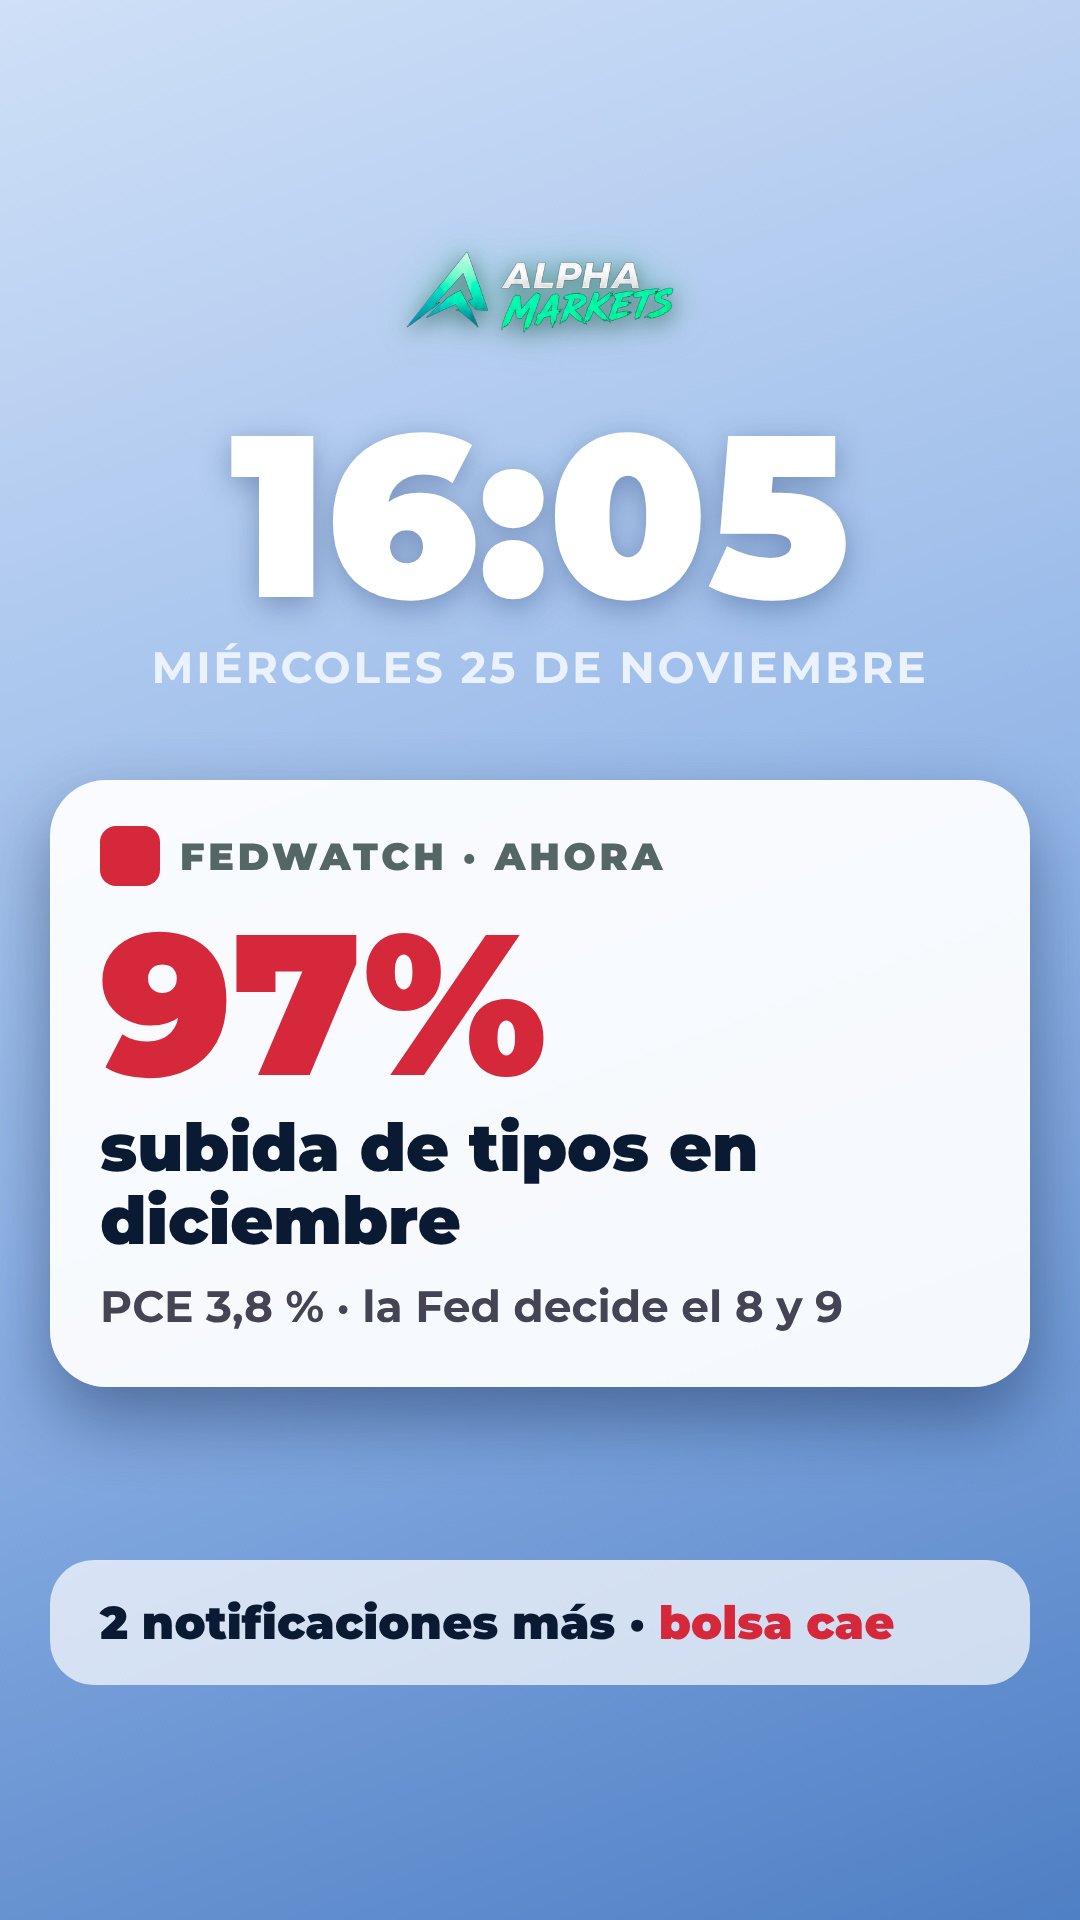 ALPHA
MARKETS
16:05
MIÉRCOLES 25 DE NOVIEMBRE
FEDWATCH · AHORA
97%
subida de tipos en
diciembre
PCE 3,8 % · la Fed decide el 8 y 9
2 notificaciones más · bolsa cae